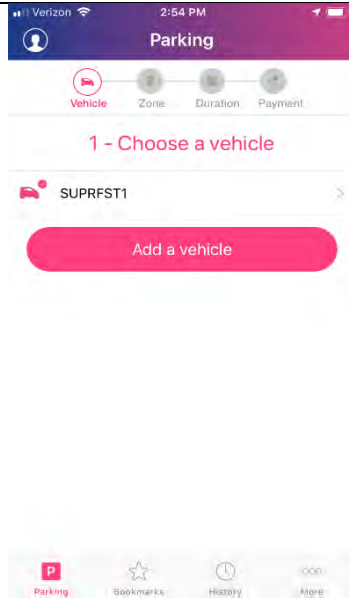 Verizon 2:54 PM
Parking
Vehicle Zone Duration Payment
1 - Choose a vehicle
SUPRFST1
Add a vehicle
P
Parking Bookmarks History More